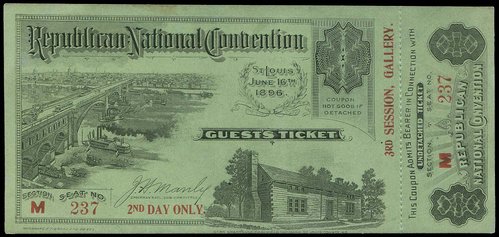 Republican National Convention
St. Louis
June 16th
1896.
COUPON
NOT GOOD IF
DETACHED
GUESTS TICKET
SECTION, SEAT NO.
M 237
J. H. Manly
2ND DAY ONLY.
3RD SESSION, GALLERY.
THIS COUPON ADMITS BEARER IN CONNECTION WITH
UNDETACHED TICKET
SECTION, SEAT NO.
M 237
REPUBLICAN
NATIONAL CONVENTION